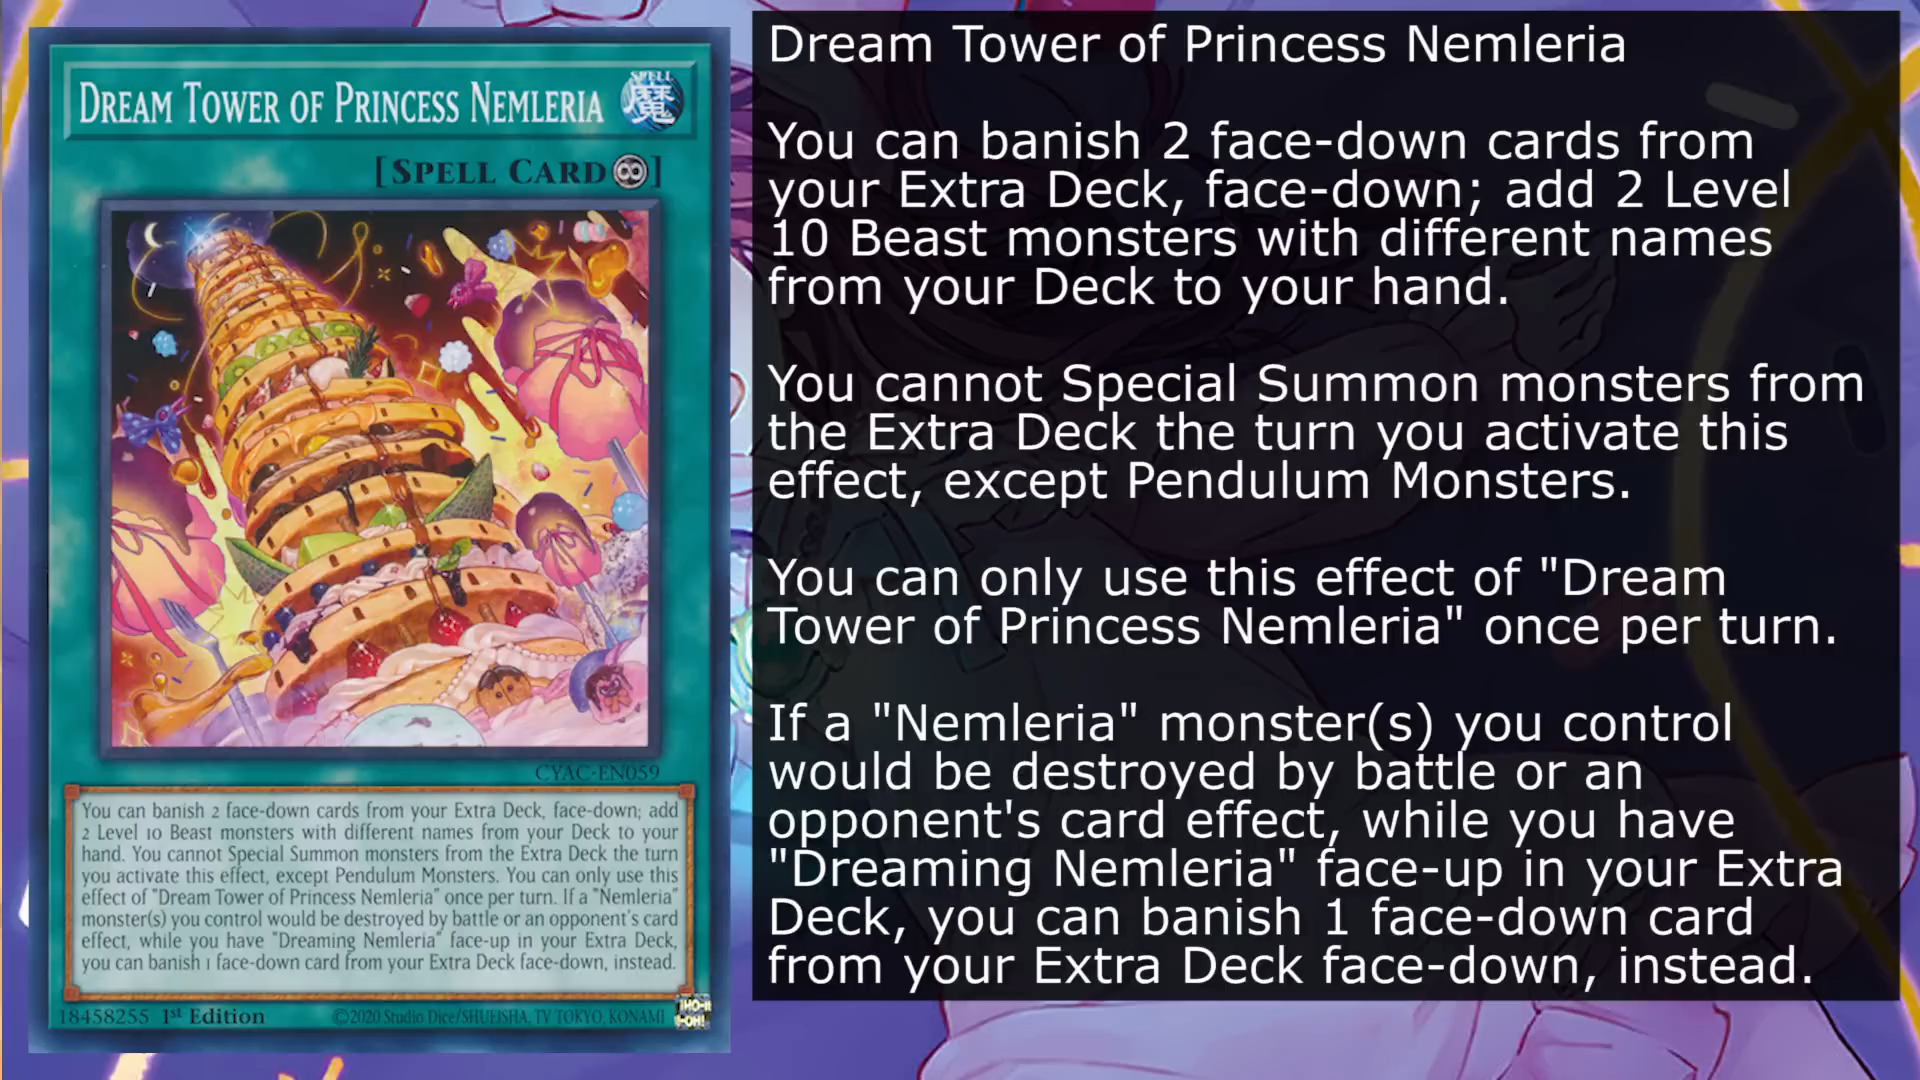 DREAM TOWER OF PRINCESS NEMLERIA
SPELL
魔
[SPELL CARD∞]
CYAC-EN059
You can banish 2 face-down cards from your Extra Deck, face-down; add
2 Level 10 Beast monsters with different names from your Deck to your
hand. You cannot Special Summon monsters from the Extra Deck the turn
you activate this effect, except Pendulum Monsters. You can only use this
effect of "Dream Tower of Princess Nemleria" once per turn. If a "Nemleria"
monster(s) you control would be destroyed by battle or an opponent's card
effect, while you have "Dreaming Nemleria" face-up in your Extra Deck,
you can banish 1 face-down card from your Extra Deck face-down, instead.
18458255 1st Edition
©2020 Studio Dice/SHUEISHA, TV TOKYO, KONAMI
Dream Tower of Princess Nemleria
You can banish 2 face-down cards from
your Extra Deck, face-down; add 2 Level
10 Beast monsters with different names
from your Deck to your hand.
You cannot Special Summon monsters from
the Extra Deck the turn you activate this
effect, except Pendulum Monsters.
You can only use this effect of "Dream
Tower of Princess Nemleria" once per turn.
If a "Nemleria" monster(s) you control
would be destroyed by battle or an
opponent's card effect, while you have
"Dreaming Nemleria" face-up in your Extra
Deck, you can banish 1 face-down card
from your Extra Deck face-down, instead.